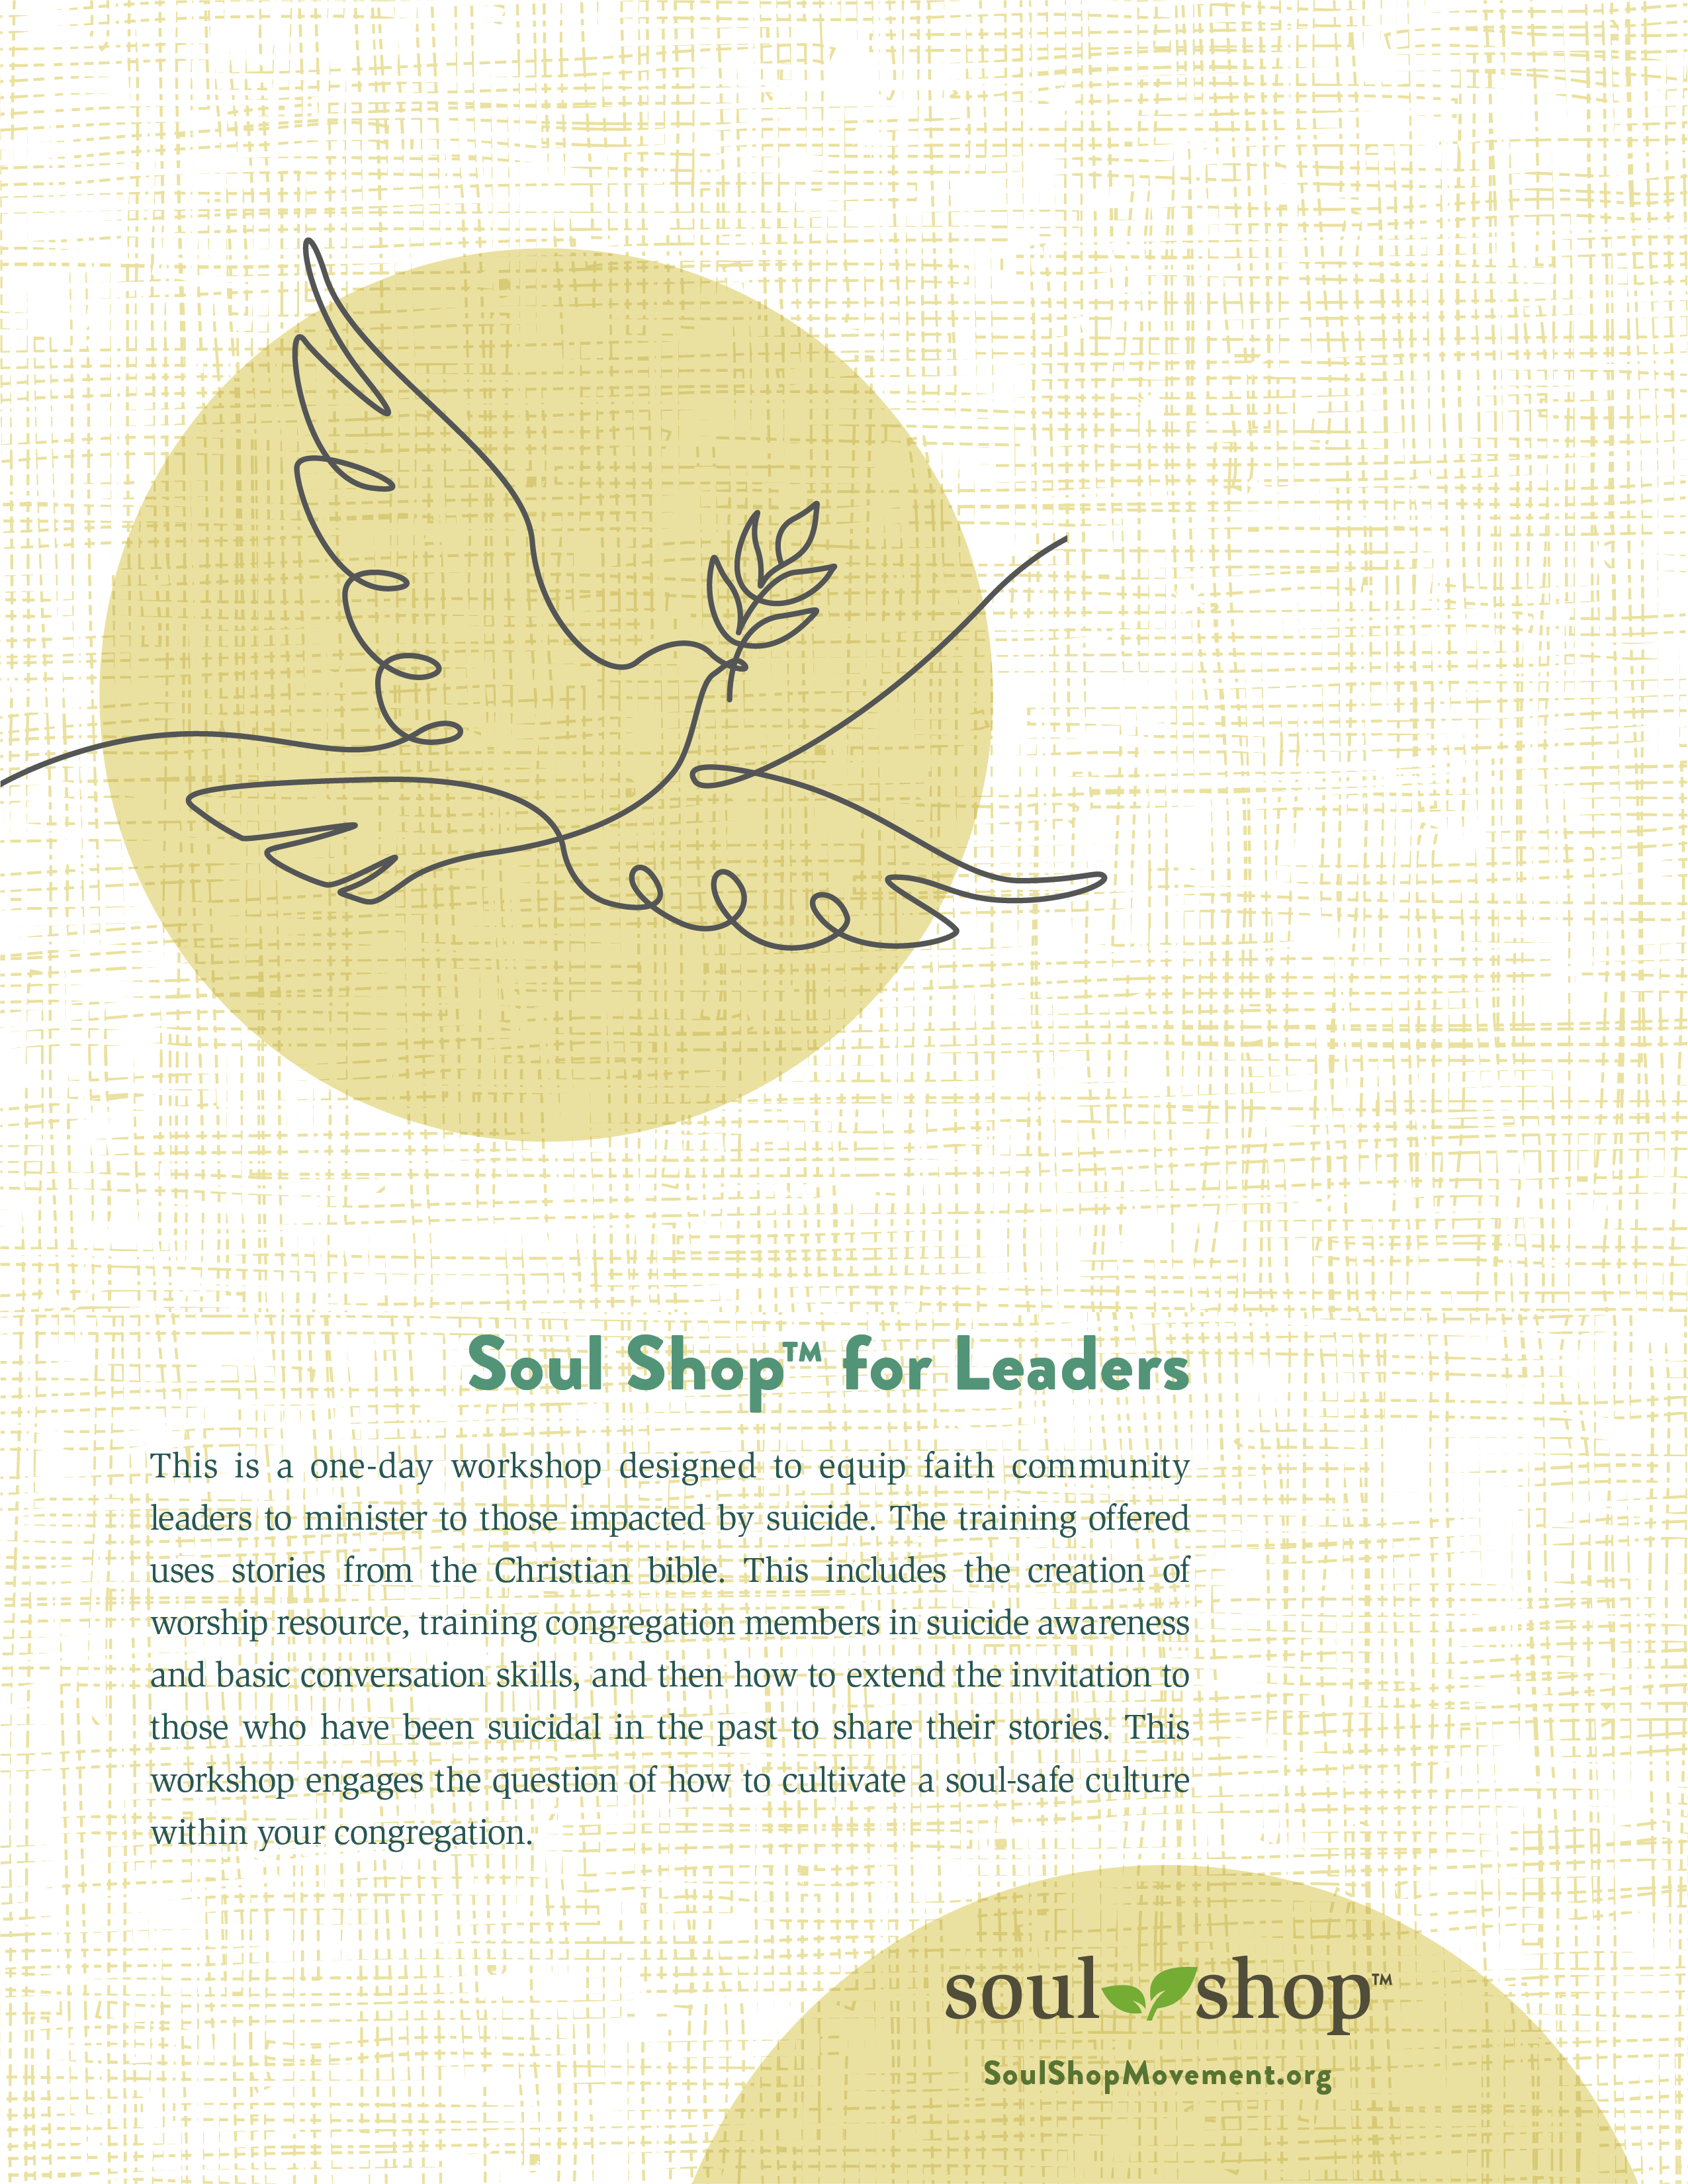 Soul Shop™ for Leaders
This is a one-day workshop designed to equip faith community
leaders to minister to those impacted by suicide. The training offered
uses stories from the Christian bible. This includes the creation of
worship resource, training congregation members in suicide awareness
and basic conversation skills, and then how to extend the invitation to
those who have been suicidal in the past to share their stories. This
workshop engages the question of how to cultivate a soul-safe culture
within your congregation.
soul shop™
SoulShopMovement.org